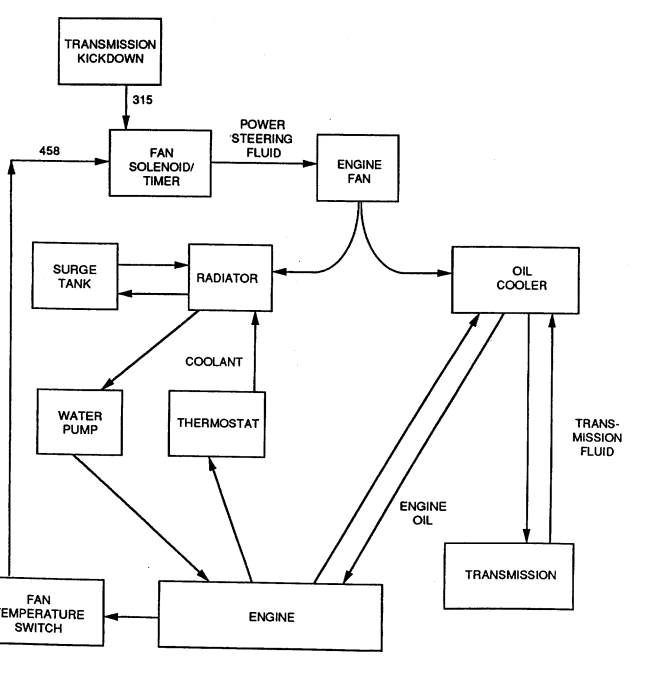 TRANSMISSION
KICKDOWN
315
458
FAN
SOLENOID/
TIMER
POWER
STEERING
FLUID
ENGINE
FAN
SURGE
TANK
RADIATOR
OIL
COOLER
COOLANT
WATER
PUMP
THERMOSTAT
TRANS-
MISSION
FLUID
ENGINE
OIL
TRANSMISSION
FAN
EMPERATURE
SWITCH
ENGINE